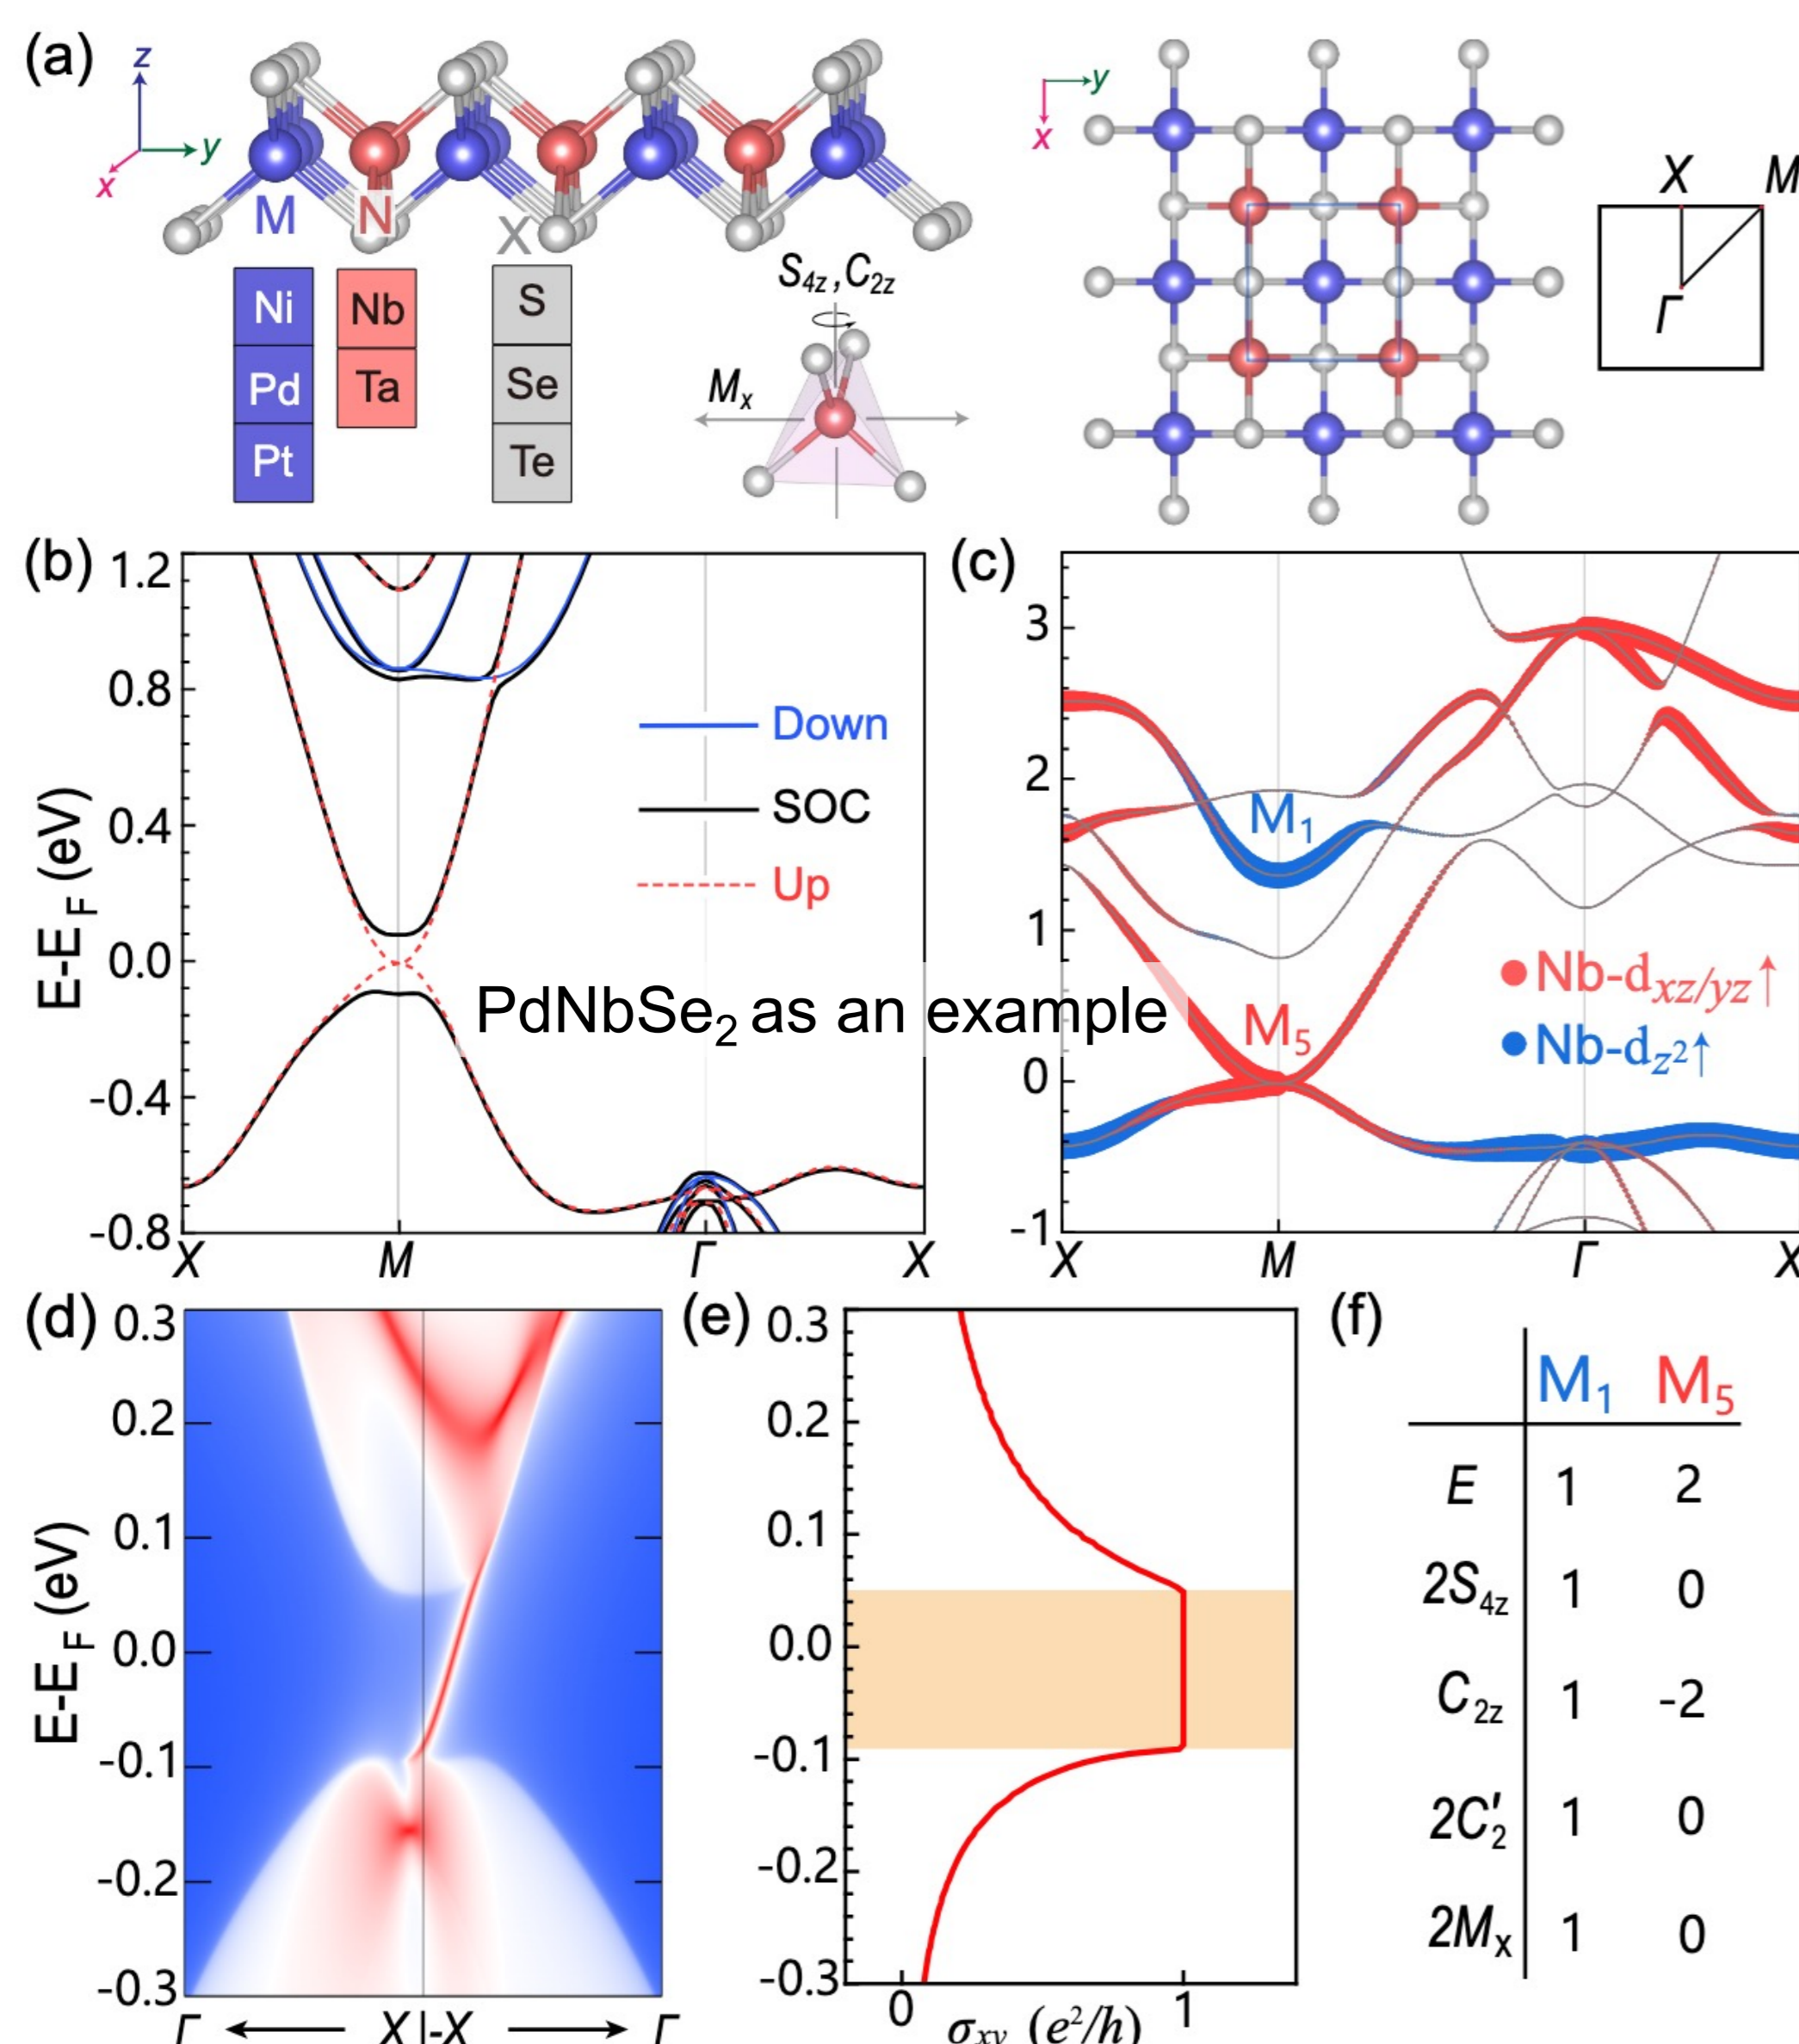 (a)
z
y
x
M
N
X
Ni
Pd
Pt
Nb
Ta
S
Se
Te
S4z, C2z
Mx
y
x
X
M
Γ
(b)
1.2
0.8
0.4
0.0
-0.4
-0.8
E-EF (eV)
Down
SOC
Up
X
M
Γ
X
PdNbSe2 as an example
(c)
3
2
1
0
-1
M1
M5
Nb-dxz/yz↑
Nb-dz2↑
X
M
Γ
X
(d)
0.3
0.2
0.1
0.0
-0.1
-0.2
-0.3
E-EF (eV)
Γ ← X|-X → Γ
(e)
0.3
0.2
0.1
0.0
-0.1
-0.2
-0.3
0
1
σxy (e2/h)
(f)
M1 M5
E 1 2
2S4z 1 0
C2z 1 -2
2C′2 1 0
2Mx 1 0